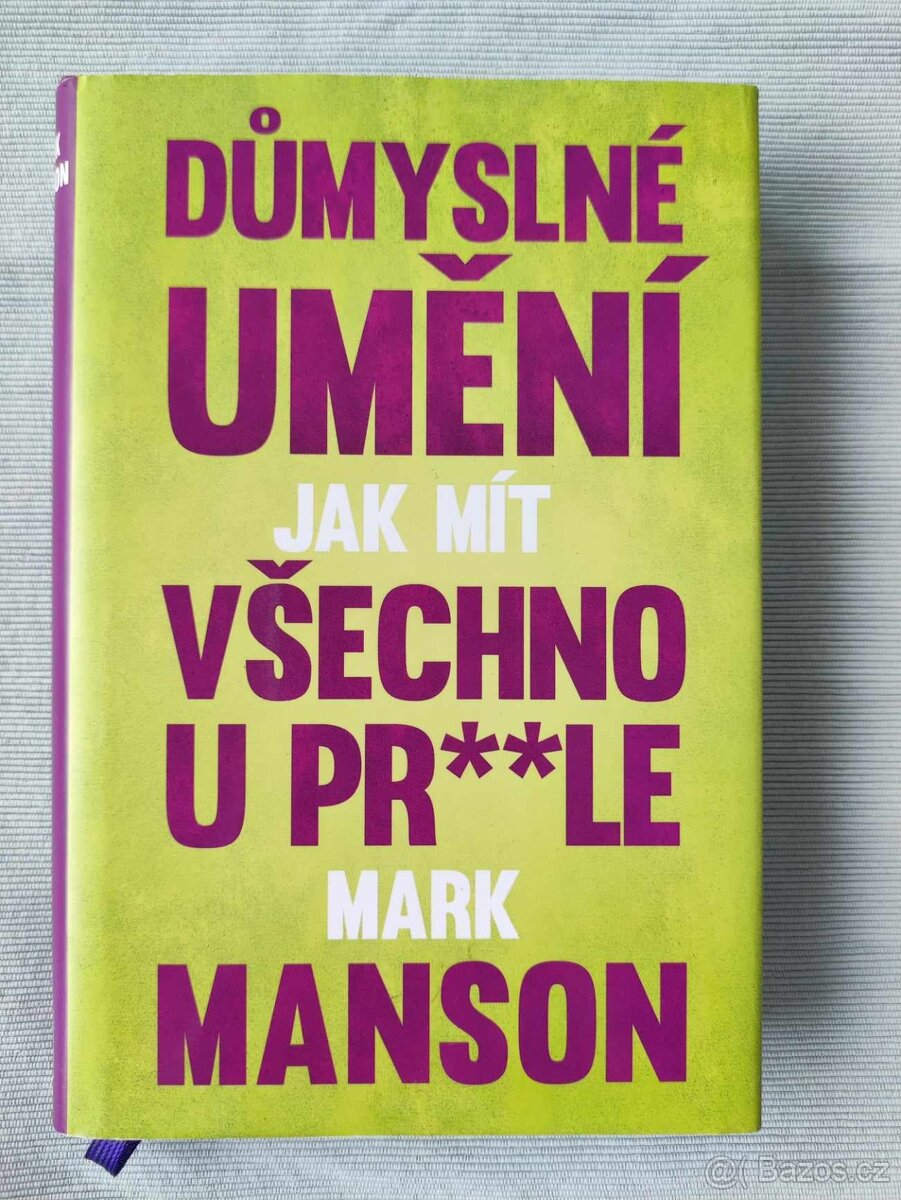 DŮMYSLNÉ
UMĚNÍ
JAK MÍT
VŠECHNO
U PR**LE
MARK
MANSON
@( Bazos.cz